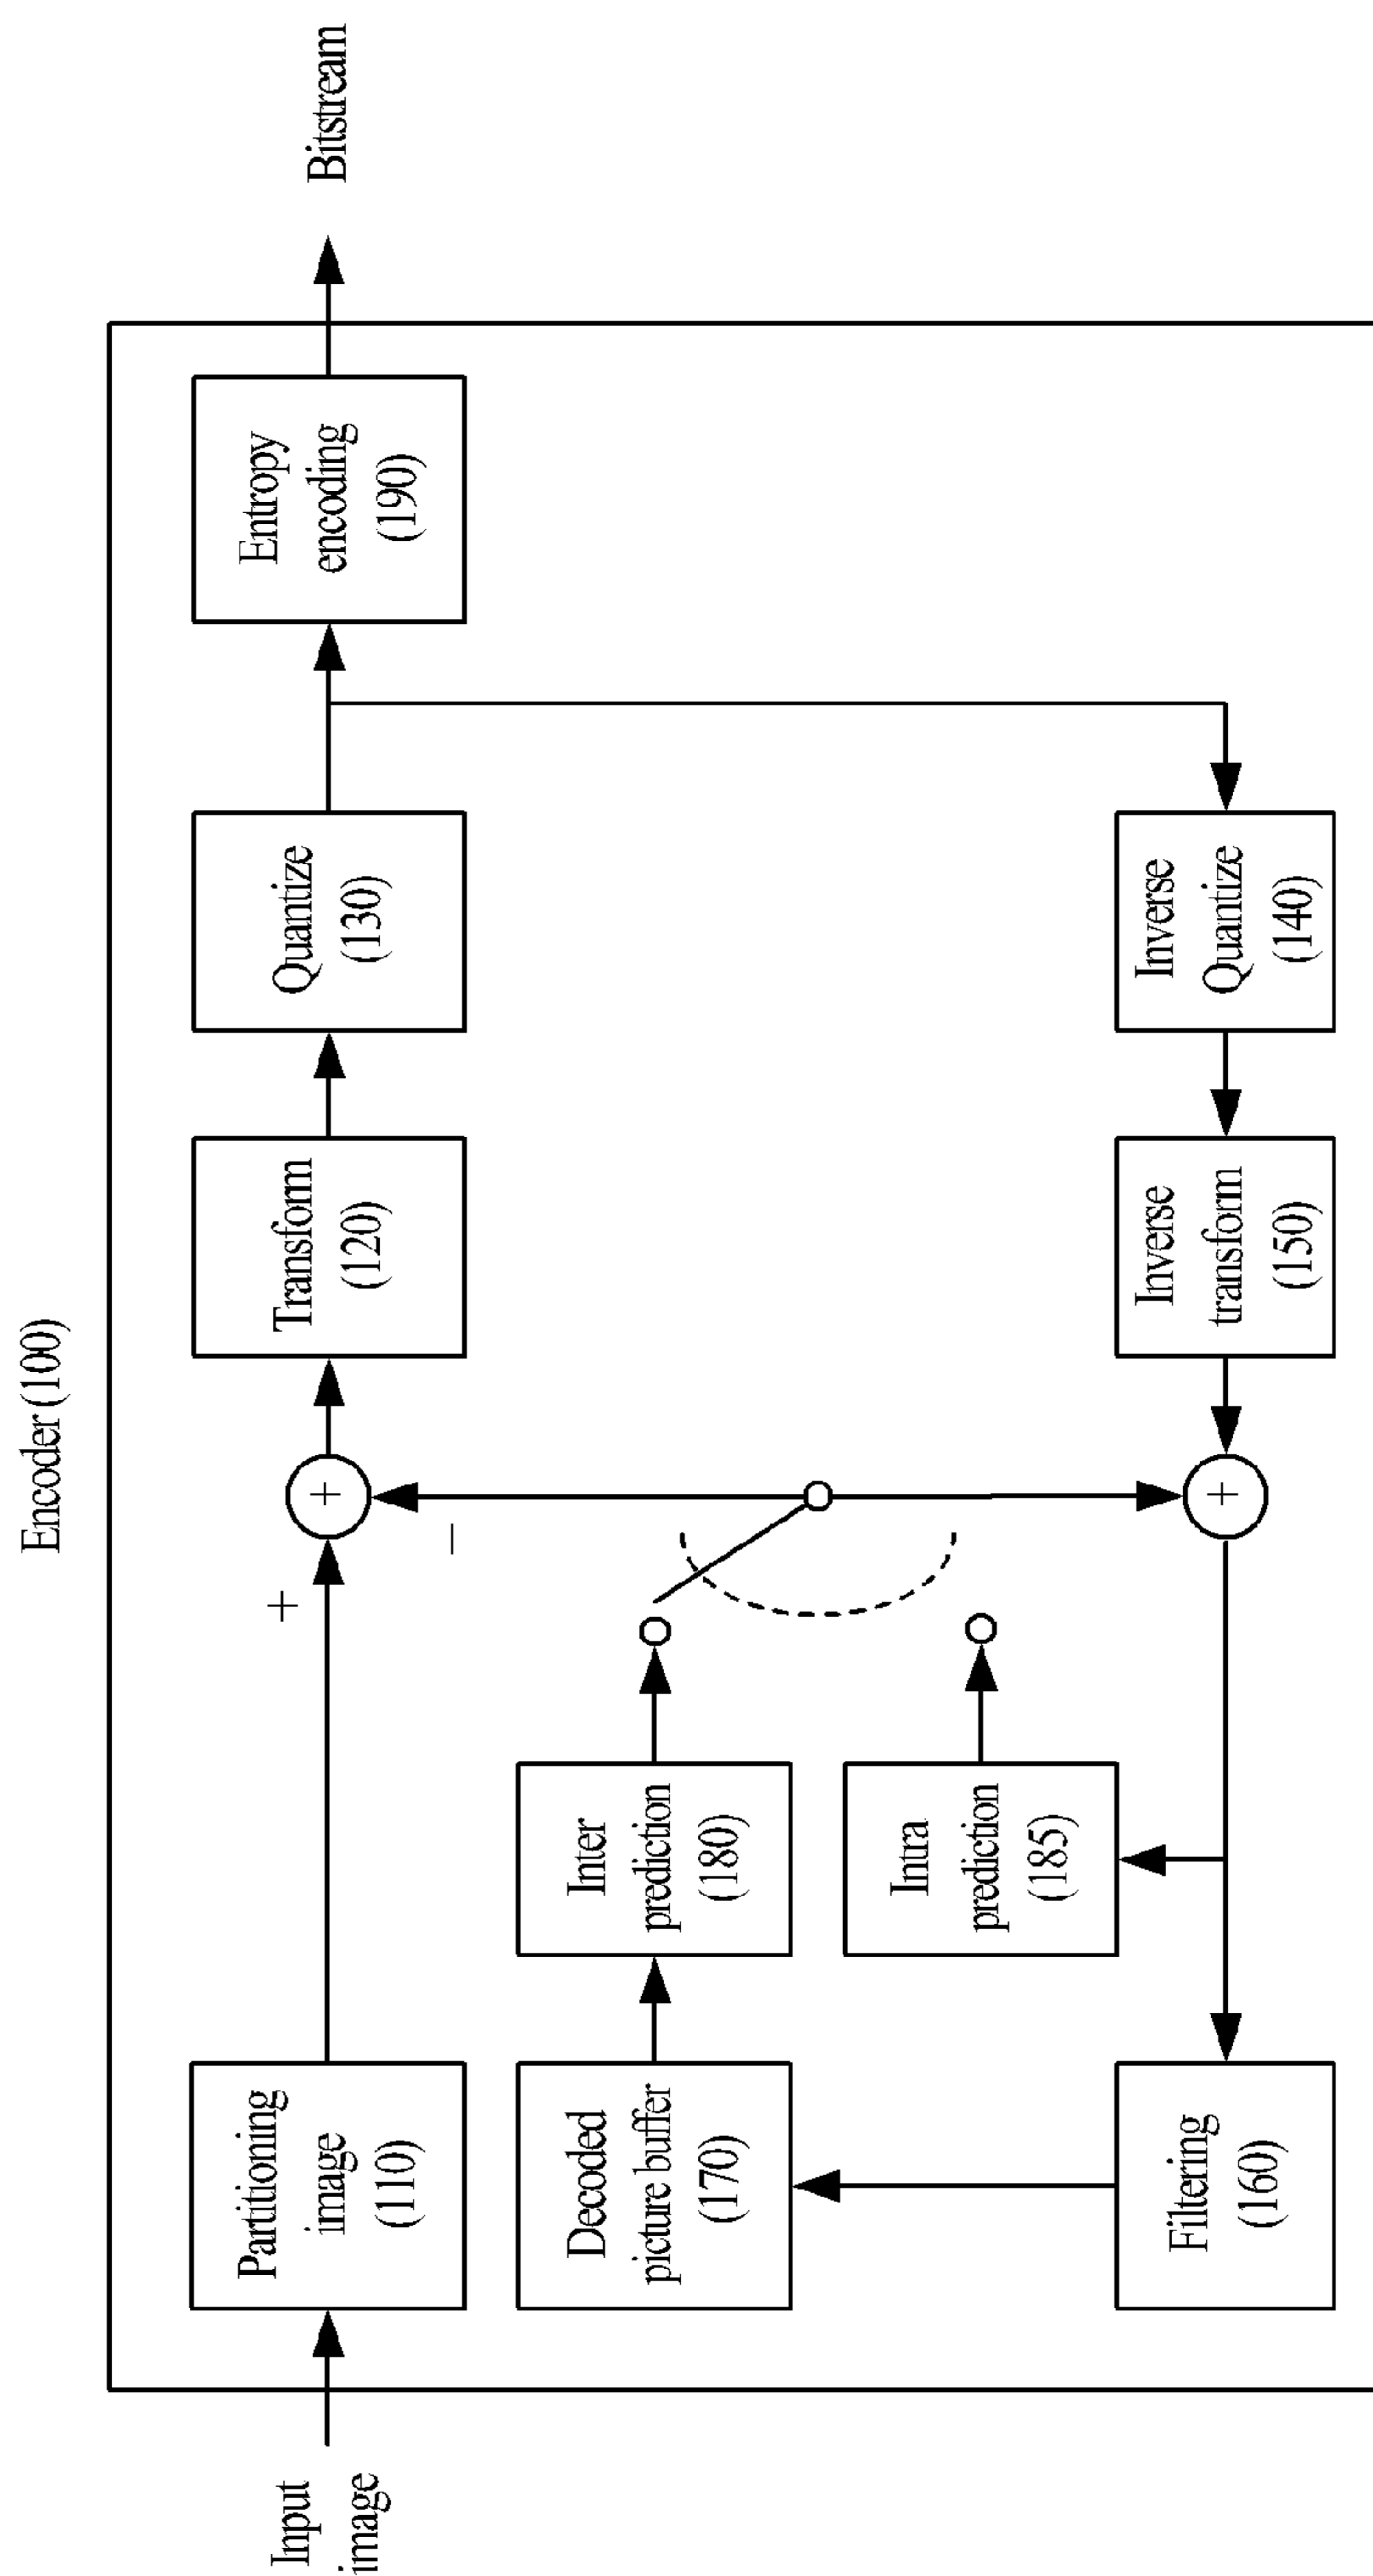 Encoder (100)
Input
image
Partitioning
image
(110)
+
−
+
Transform
(120)
Quantize
(130)
Entropy
encoding
(190)
Bitstream
Decoded
picture buffer
(170)
Inter
prediction
(180)
Intra
prediction
(185)
Filtering
(160)
+
Inverse
transform
(150)
Inverse
Quantize
(140)